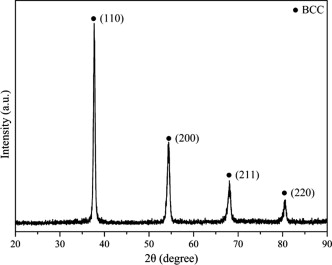 ● BCC
● (110)
● (200)
● (211)
● (220)
Intensity (a.u.)
20 30 40 50 60 70 80 90
2θ (degree)